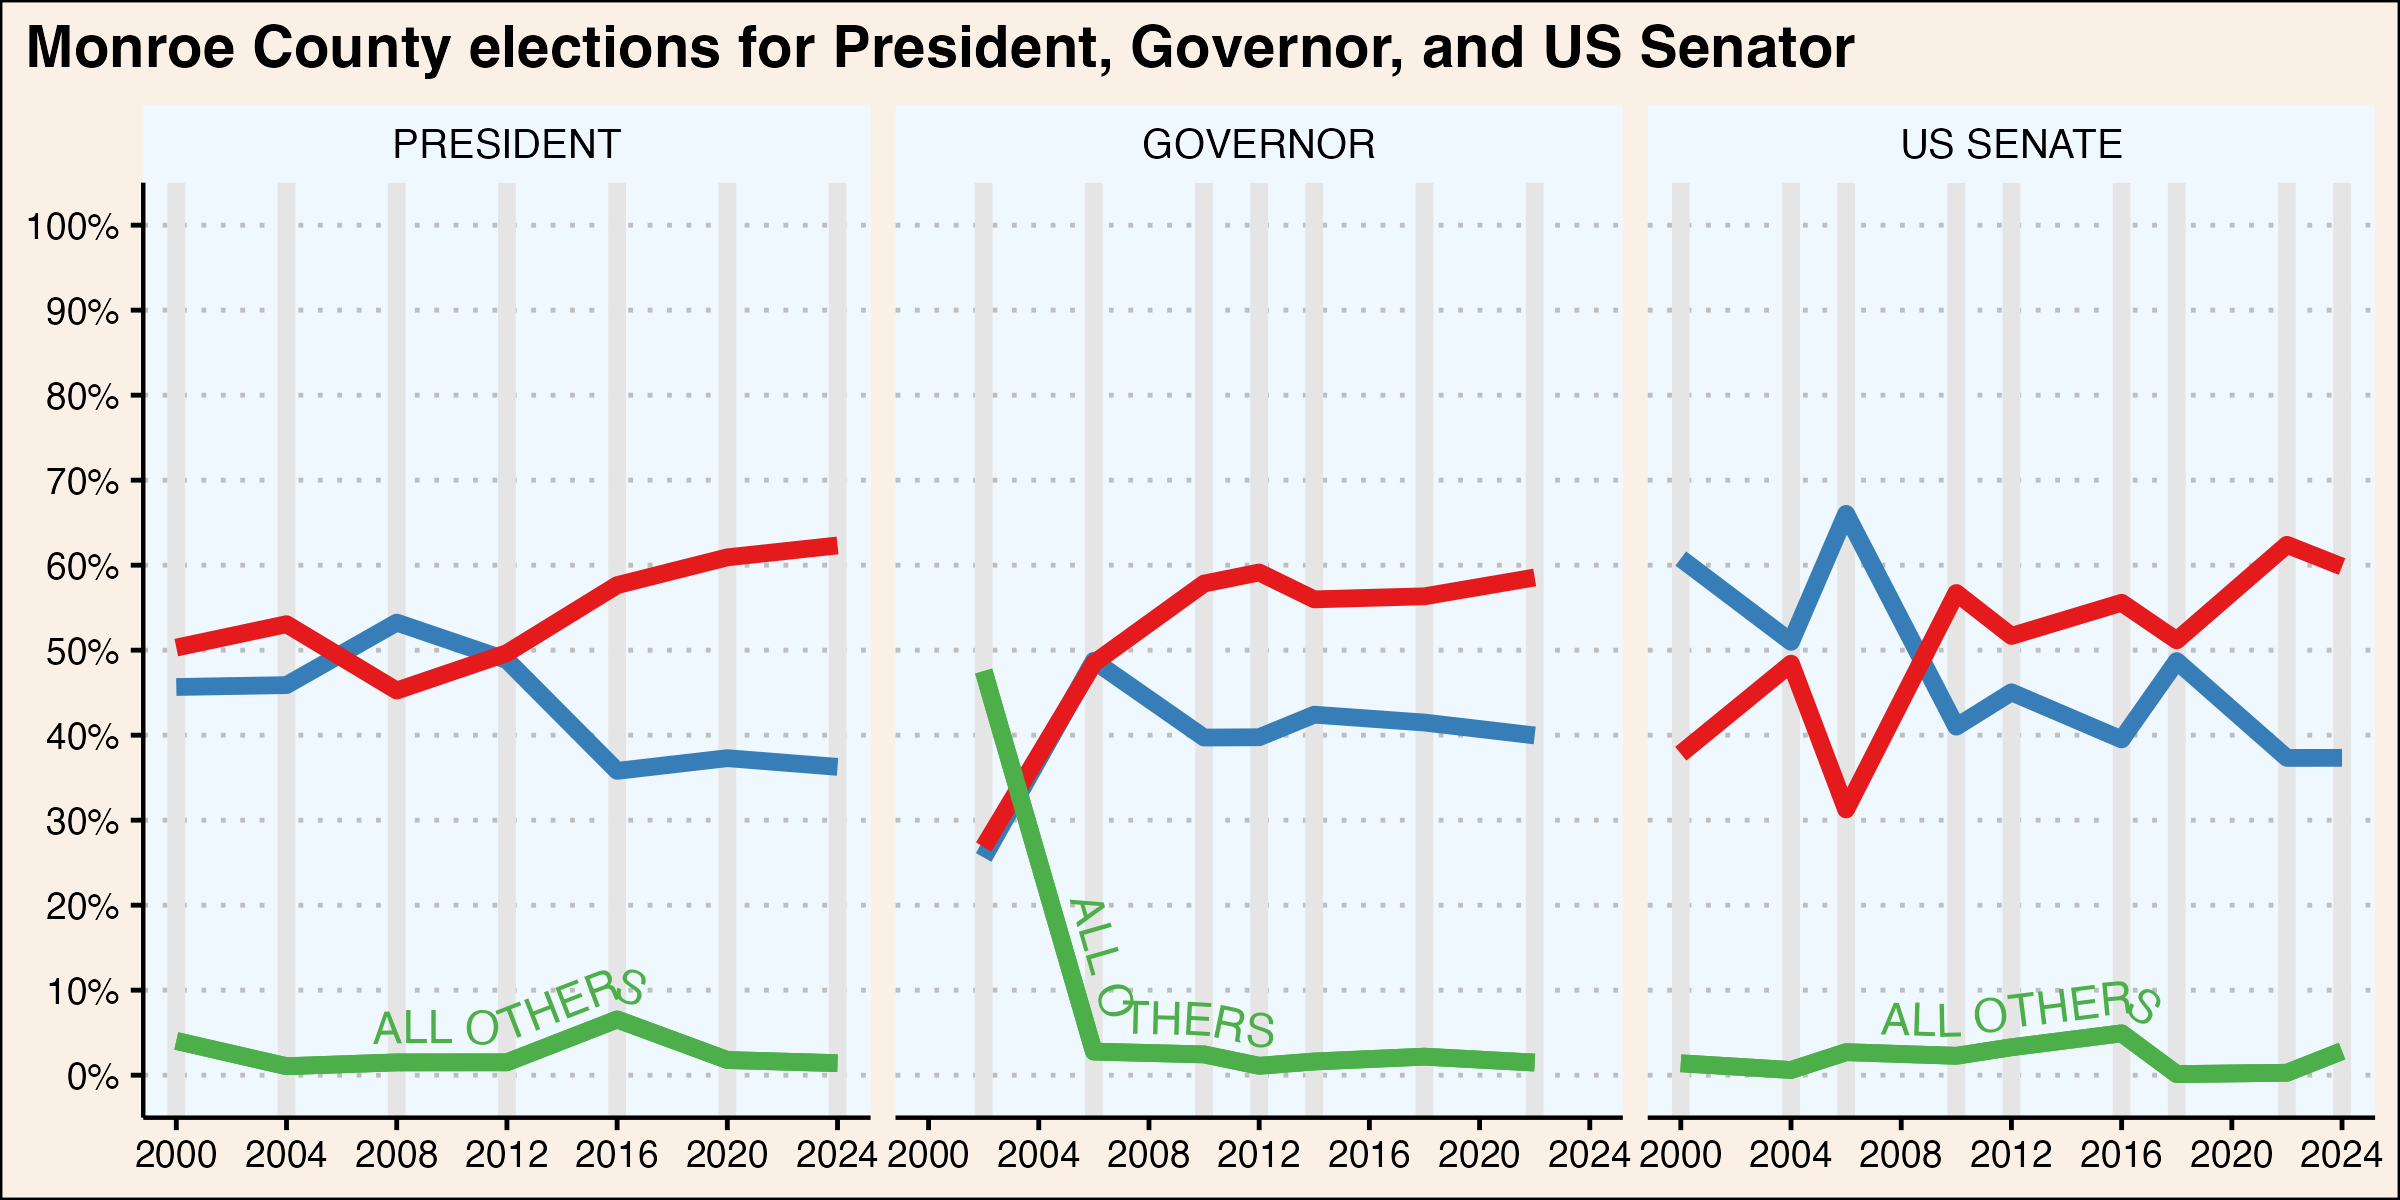 Monroe County elections for President, Governor, and US Senator
PRESIDENT
GOVERNOR
US SENATE
100%
90%
80%
70%
60%
50%
40%
30%
20%
10%
0%
ALL OTHERS
ALL OTHERS
ALL OTHERS
2000 2004 2008 2012 2016 2020 2024
2000 2004 2008 2012 2016 2020 2024
2000 2004 2008 2012 2016 2020 2024